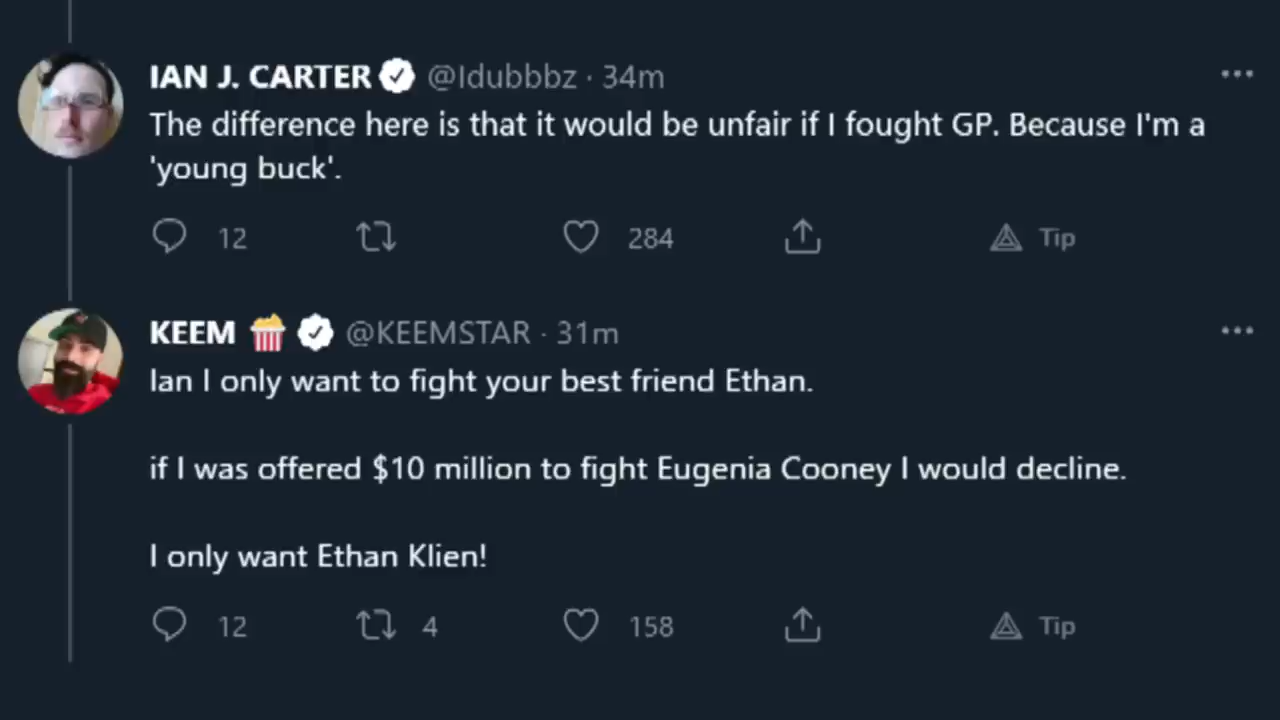 IAN J. CARTER @Idubbbz · 34m
The difference here is that it would be unfair if I fought GP. Because I'm a
'young buck'.
12 284 Tip
KEEM 🍿 @KEEMSTAR · 31m
Ian I only want to fight your best friend Ethan.
if I was offered $10 million to fight Eugenia Cooney I would decline.
I only want Ethan Klien!
12 4 158 Tip